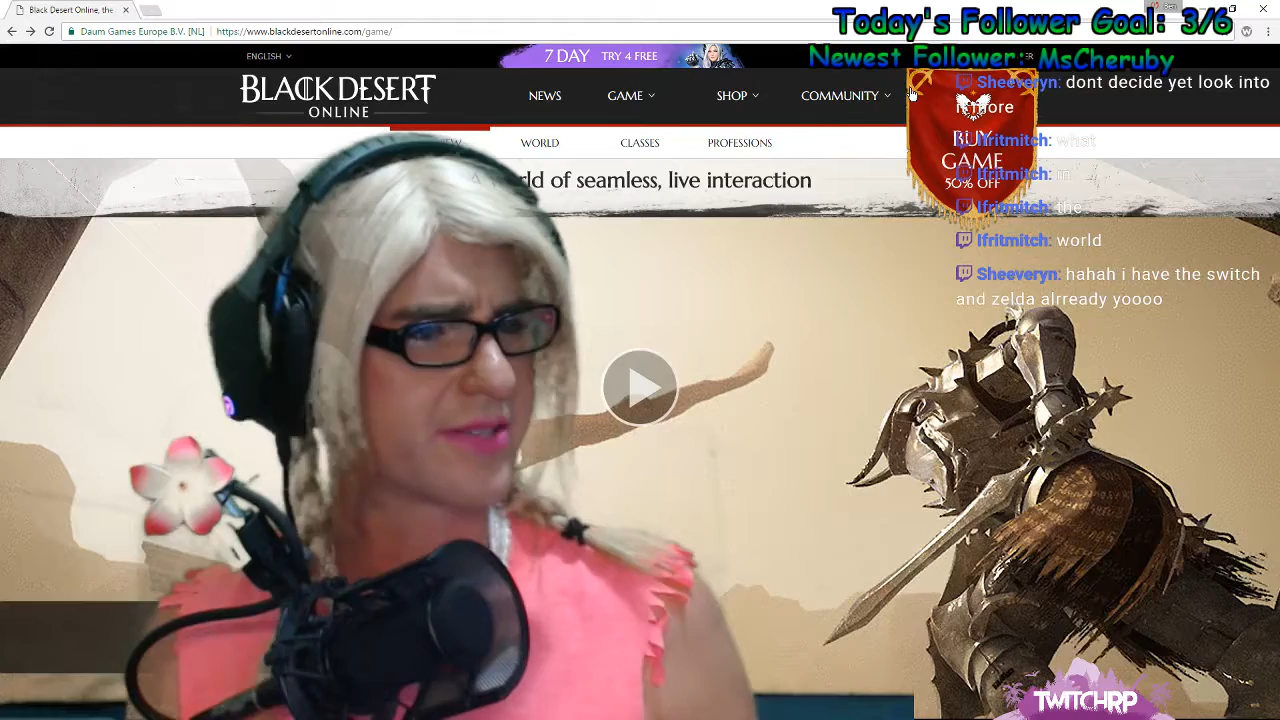 Black Desert Online, the
Today's Follower Goal: 3/6
Daum Games Europe B.V. [NL] https://www.blackdesertonline.com/game/
Newest Follower: MsCheruby
ENGLISH
7 DAY TRY 4 FREE
BLACK DESERT
ONLINE
NEWS GAME SHOP COMMUNITY
BUY
GAME
50% OFF
WORLD CLASSES PROFESSIONS
of seamless, live interaction
Sheeveryn: dont decide yet look into
it more
Ifritmitch: what
Ifritmitch: in
Ifritmitch: the
Ifritmitch: world
Sheeveryn: hahah i have the switch
and zelda alrready yoooo
TWITCHRP